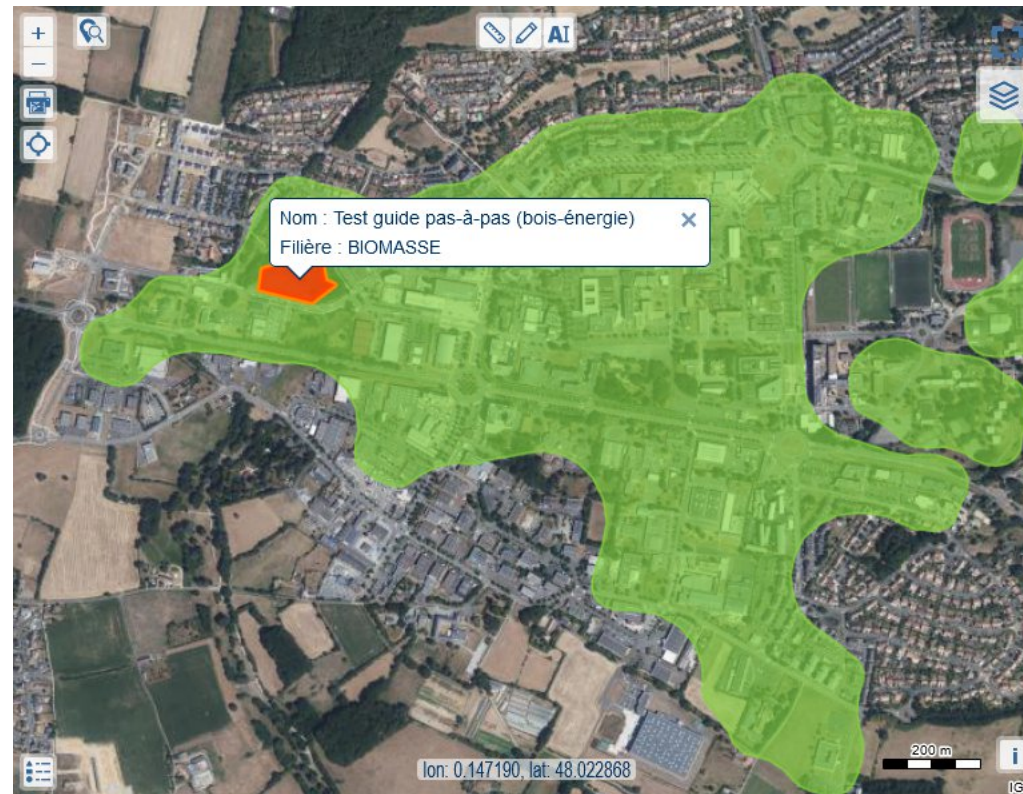 +
AI
−
Nom : Test guide pas-à-pas (bois-énergie) ×
Filière : BIOMASSE
200 m
lon: 0.147190, lat: 48.022868
i
IG